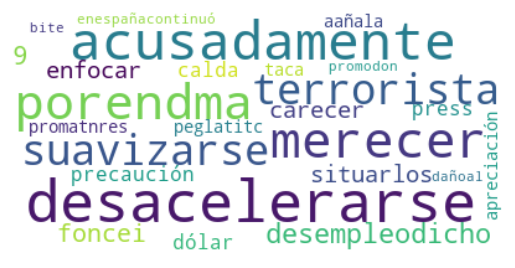 enespañacontinuó
bite
aañala
acusadamente
9
enfocar
calda
taca
promodon
terrorista
porendma
carecer
press
promatnres
peglatitc
merecer
suavizarse
apreciación
precaución
situarlos
dañoal
desacelerarse
foncei
dólar
desempleodicho